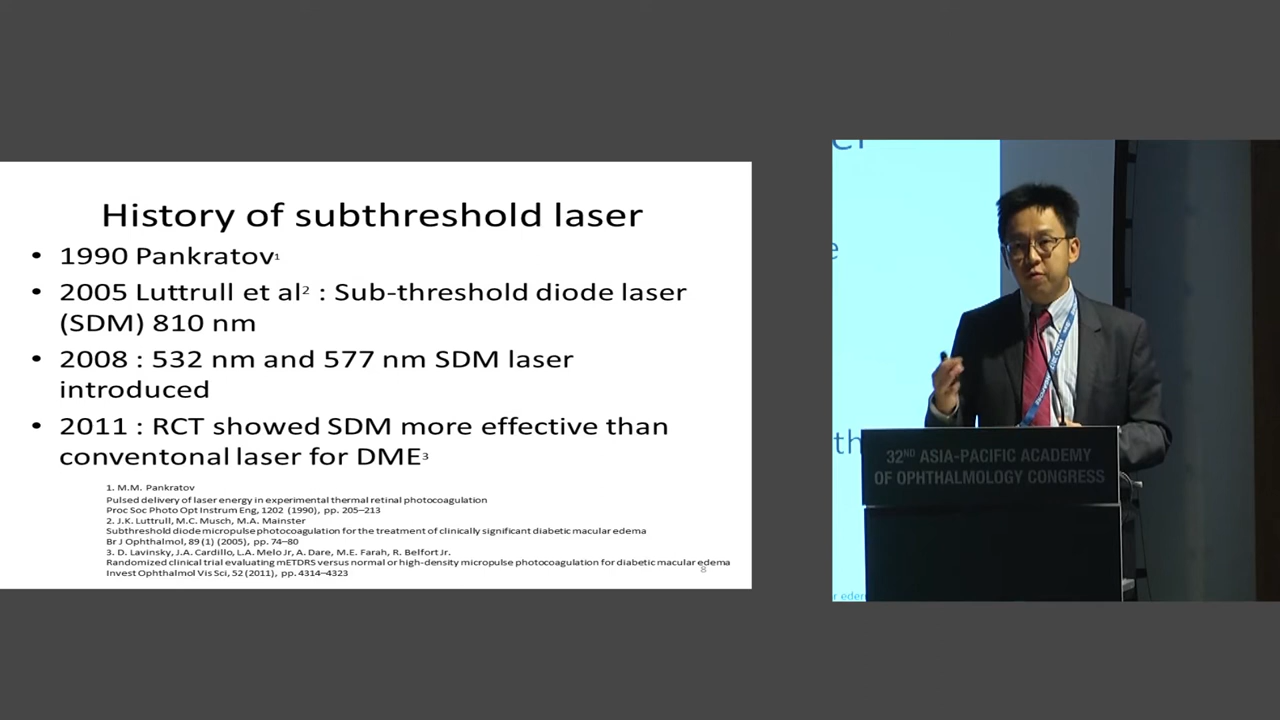 History of subthreshold laser
• 1990 Pankratov1
• 2005 Luttrull et al2 : Sub-threshold diode laser
(SDM) 810 nm
• 2008 : 532 nm and 577 nm SDM laser
introduced
• 2011 : RCT showed SDM more effective than
conventonal laser for DME3
1. M.M. Pankratov
Pulsed delivery of laser energy in experimental thermal retinal photocoagulation
Proc Soc Photo Opt Instrum Eng, 1202 (1990), pp. 205–213
2. J.K. Luttrull, M.C. Musch, M.A. Mainster
Subthreshold diode micropulse photocoagulation for the treatment of clinically significant diabetic macular edema
Br J Ophthalmol, 89 (1) (2005), pp. 74–80
3. D. Lavinsky, J.A. Cardillo, L.A. Melo Jr, A. Dare, M.E. Farah, R. Belfort Jr.
Randomized clinical trial evaluating mETDRS versus normal or high-density micropulse photocoagulation for diabetic macular edema
Invest Ophthalmol Vis Sci, 52 (2011), pp. 4314–4323
8
32ND ASIA-PACIFIC ACADEMY
OF OPHTHALMOLOGY CONGRESS